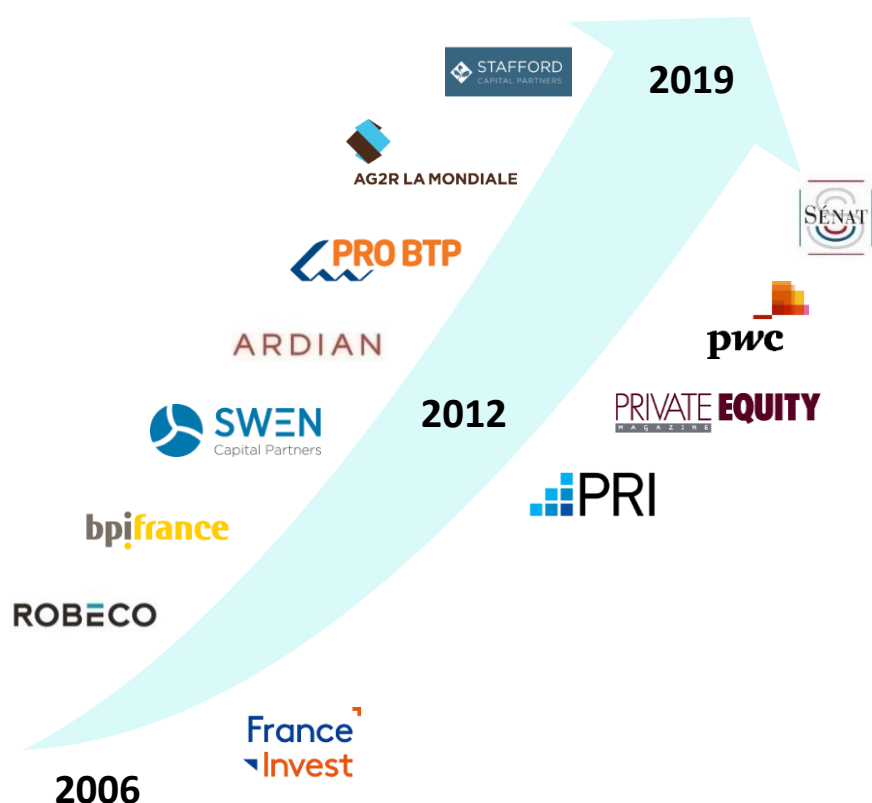 STAFFORD
CAPITAL PARTNERS
2019
AG2R LA MONDIALE
SÉNAT
PRO BTP
pwc
ARDIAN
PRIVATE EQUITY
MAGAZINE
2012
SWEN
Capital Partners
PRI
bpifrance
ROBECO
France
Invest
2006